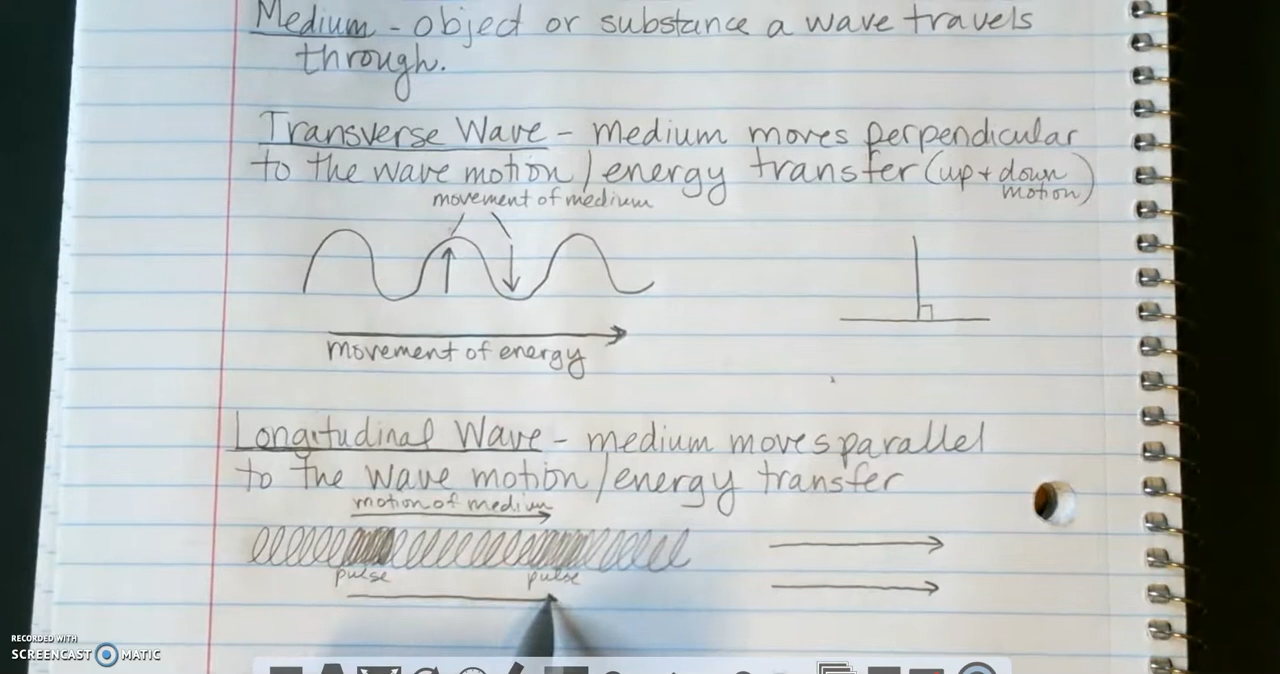 Medium - object or substance a wave travels
through.
Transverse Wave - medium moves perpendicular
to the wave motion / energy transfer (up + down
motion)
movement of medium
movement of energy
Longitudinal Wave - medium moves parallel
to the wave motion / energy transfer
motion of medium
pulse pulse
RECORDED WITH
SCREENCAST MATIC